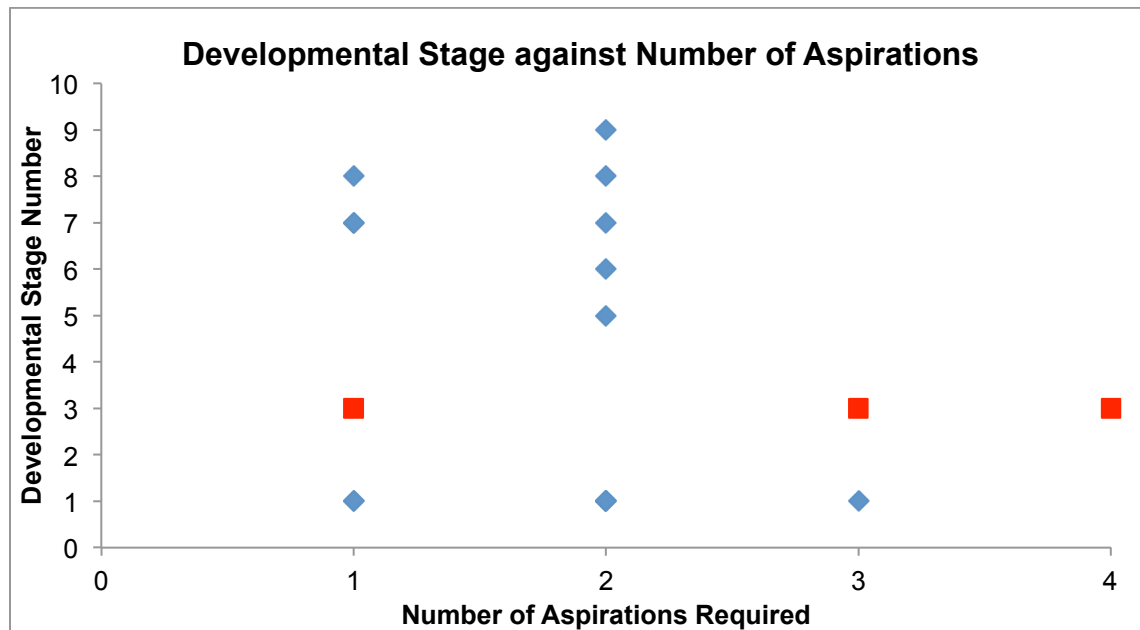 Developmental Stage against Number of Aspirations
Developmental Stage Number
10
9
8
7
6
5
4
3
2
1
0
0 1 2 3 4
Number of Aspirations Required